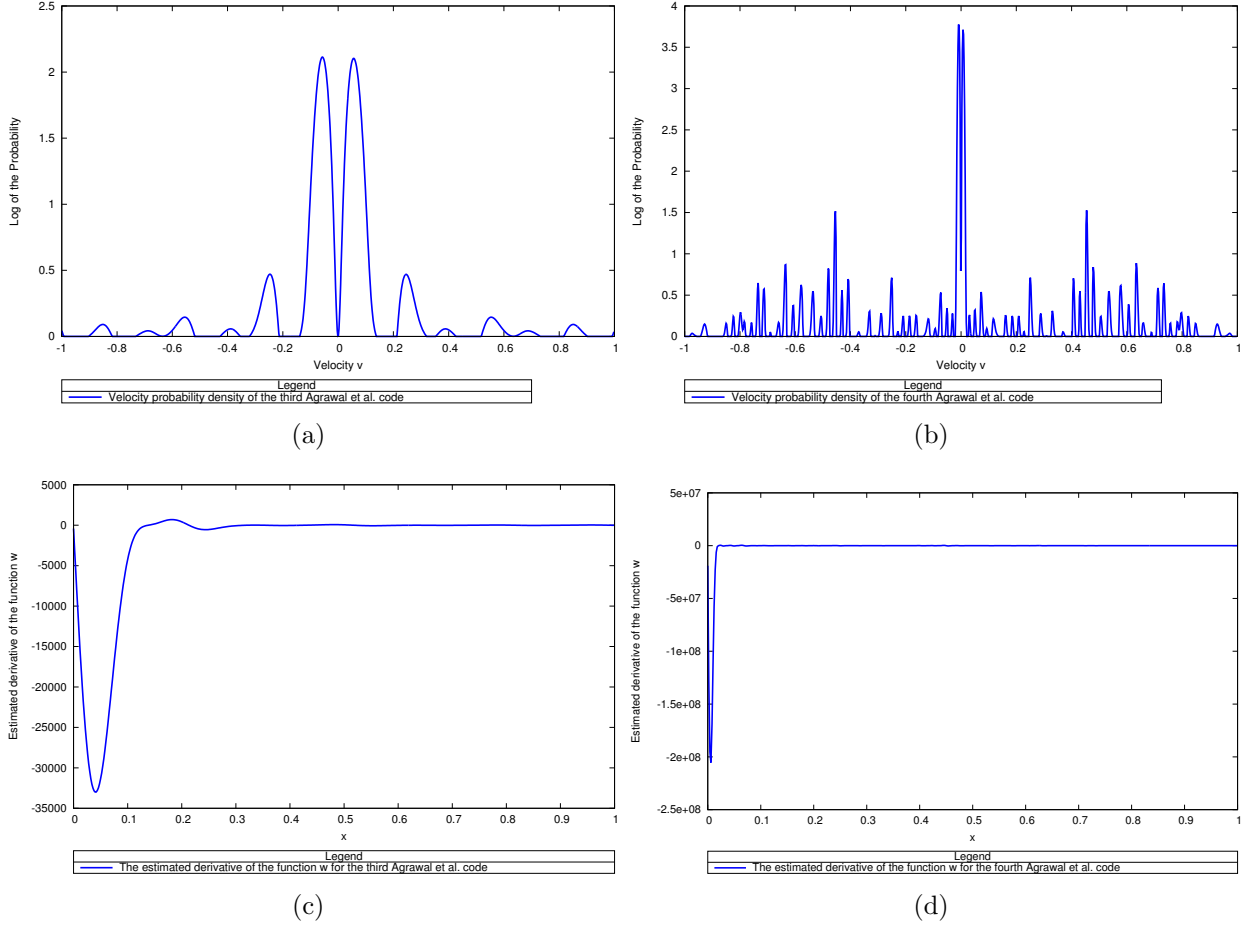 2.5
2
1.5
1
0.5
0
-1 -0.8 -0.6 -0.4 -0.2 0 0.2 0.4 0.6 0.8 1
Log of the Probability
Velocity v
Legend
Velocity probability density of the third Agrawal et al. code
(a)
4
3.5
3
2.5
2
1.5
1
0.5
0
-1 -0.8 -0.6 -0.4 -0.2 0 0.2 0.4 0.6 0.8 1
Log of the Probability
Velocity v
Legend
Velocity probability density of the fourth Agrawal et al. code
(b)
5000
0
-5000
-10000
-15000
-20000
-25000
-30000
-35000
0 0.1 0.2 0.3 0.4 0.5 0.6 0.7 0.8 0.9 1
Estimated derivative of the function w
x
Legend
The estimated derivative of the function w for the third Agrawal et al. code
(c)
5e+07
0
-5e+07
-1e+08
-1.5e+08
-2e+08
-2.5e+08
0 0.1 0.2 0.3 0.4 0.5 0.6 0.7 0.8 0.9 1
Estimated derivative of the function w
x
Legend
The estimated derivative of the function w for the fourth Agrawal et al. code
(d)